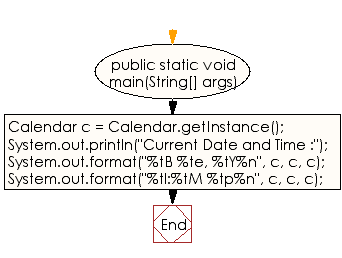 public static void
main(String[] args)
Calendar c = Calendar.getInstance();
System.out.println("Current Date and Time :");
System.out.format("%tB %te, %tY%n", c, c, c);
System.out.format("%tl:%tM %tp%n", c, c, c);
End